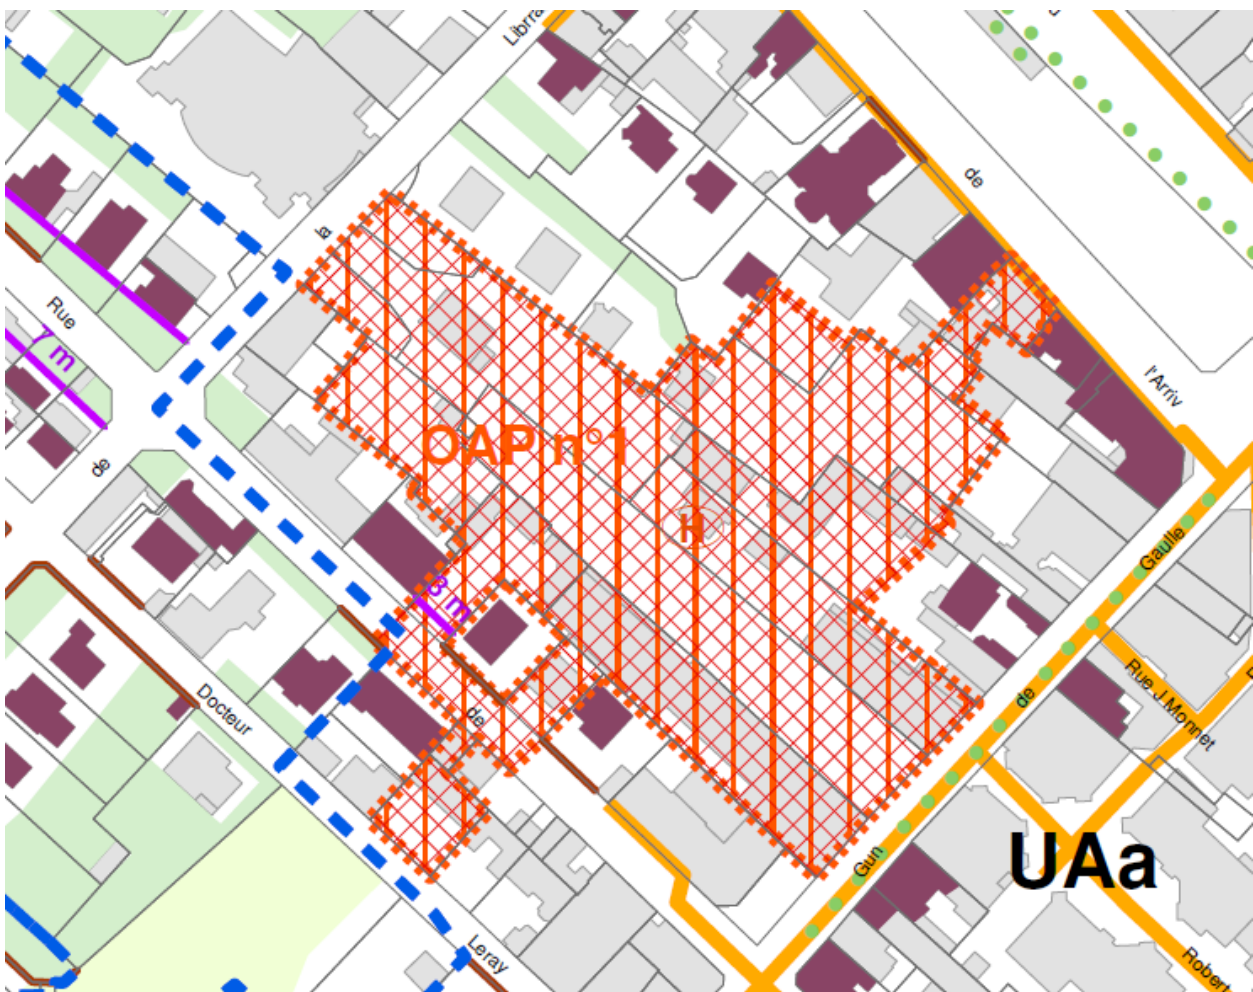 Librra
de
la
Rue
7 m
l'Arriv
de
OAP n°1
H
Gaulle
3 m
Rue J.Monnet
de
Docteur
de
UAa
Gun
Leray
Robert